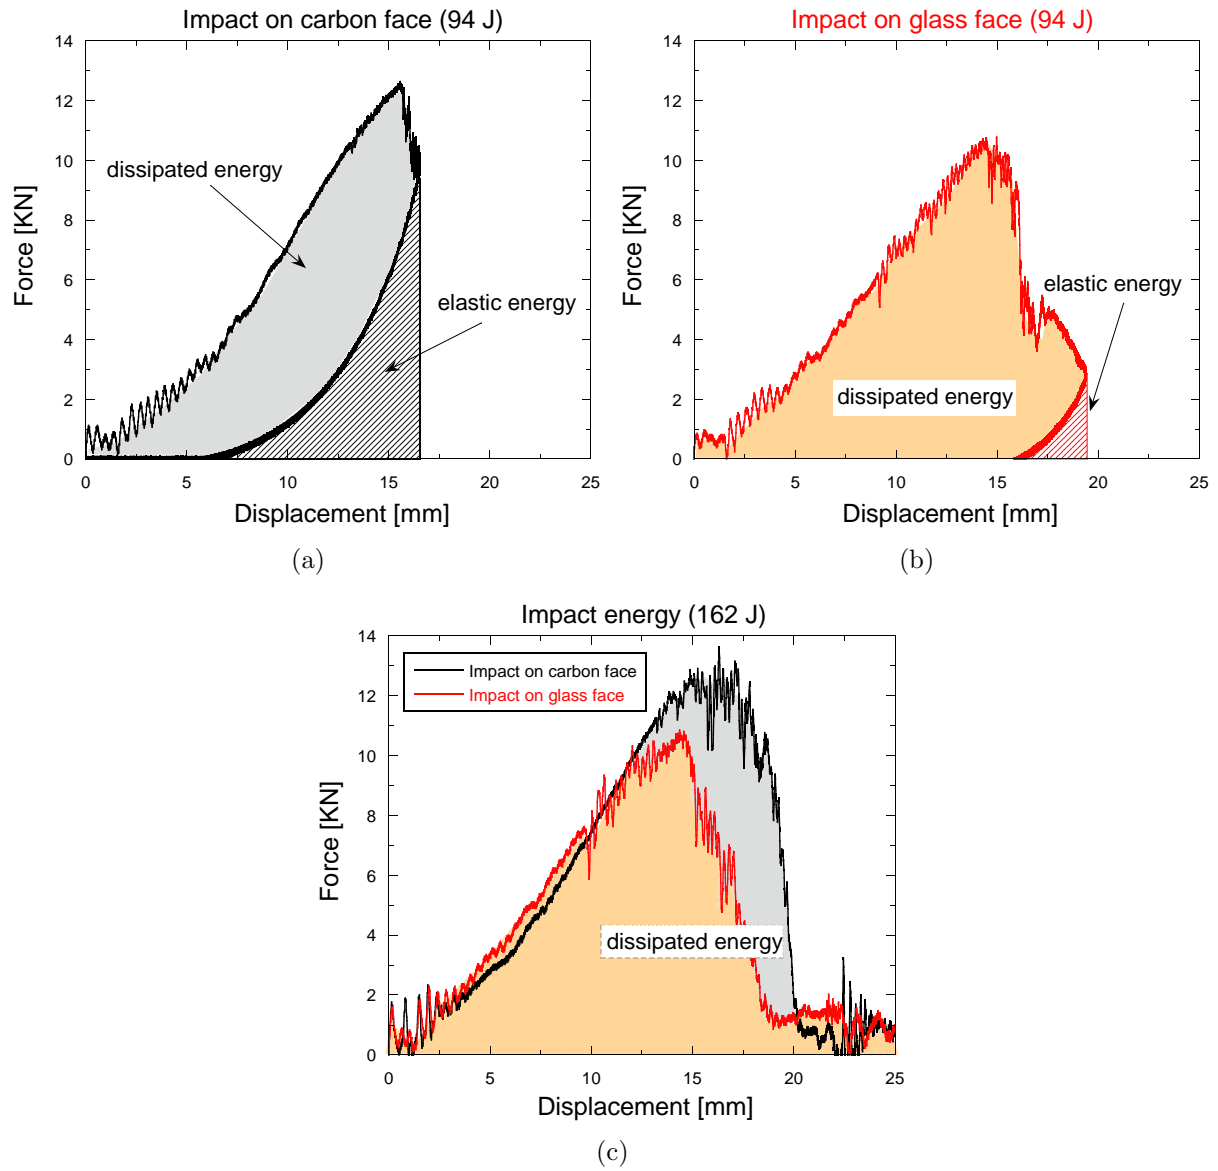 Impact on carbon face (94 J)
14
12
10
8
6
4
2
0
Force [KN]
dissipated energy
elastic energy
0 5 10 15 20 25
Displacement [mm]
(a)
Impact on glass face (94 J)
14
12
10
8
6
4
2
0
Force [KN]
elastic energy
dissipated energy
0 5 10 15 20 25
Displacement [mm]
(b)
Impact energy (162 J)
14
12
10
8
6
4
2
0
Force [KN]
Impact on carbon face
Impact on glass face
dissipated energy
0 5 10 15 20 25
Displacement [mm]
(c)